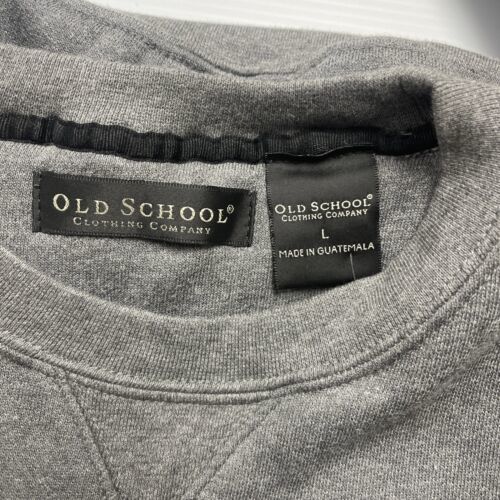 OLD SCHOOL®
CLOTHING COMPANY
OLD SCHOOL®
CLOTHING COMPANY
L
MADE IN GUATEMALA